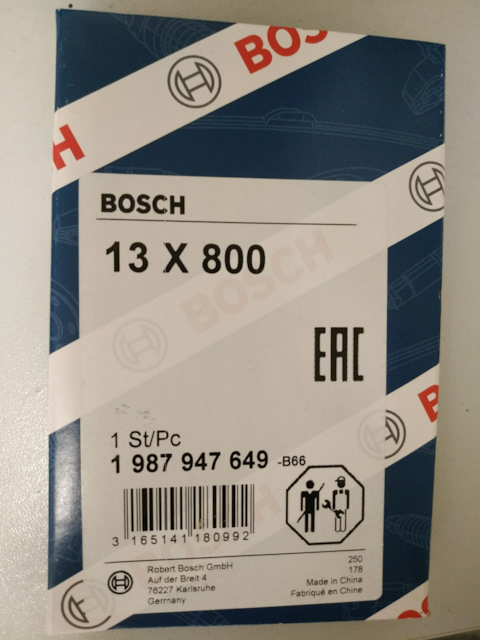 BOSCH
H
BOSCH
13 X 800
BOSCH
EAC
1 St/Pc
1 987 947 649 -B66
3 165141 180992
Robert Bosch GmbH
Auf der Breit 4
76227 Karlsruhe
Germany
250
178
Made in China
Fabriqué en Chine